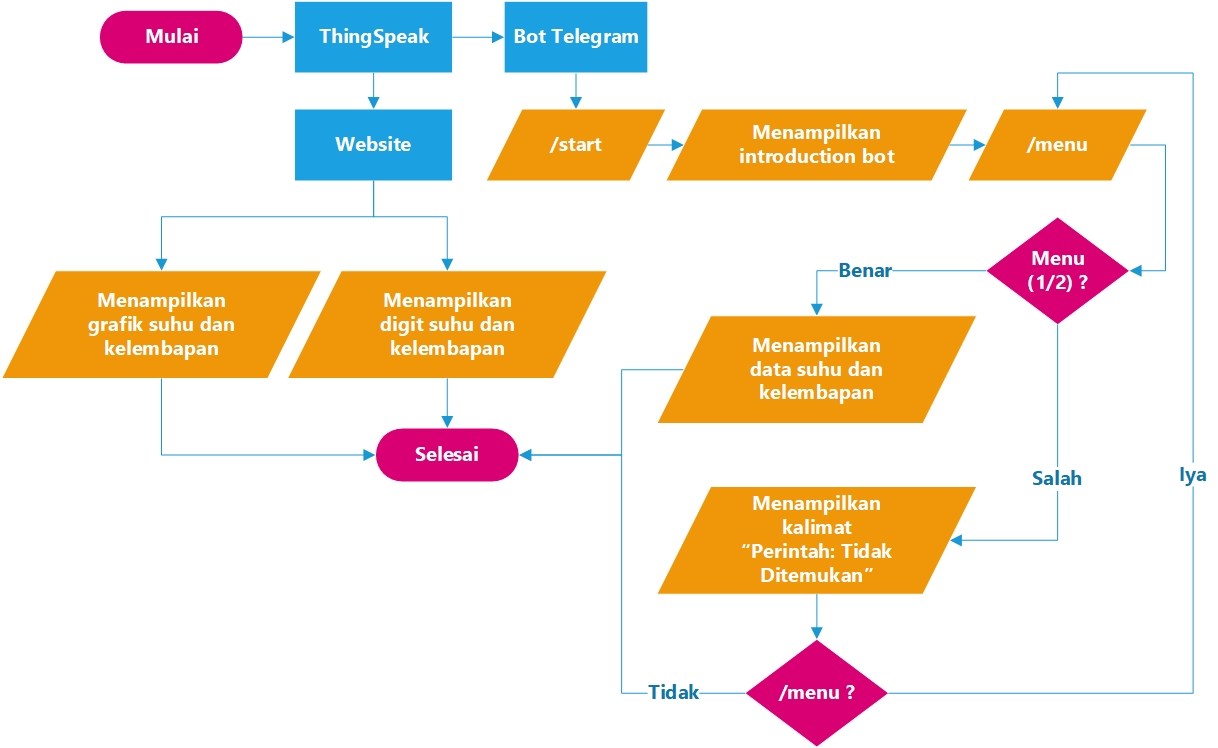 Mulai
ThingSpeak
Bot Telegram
Website
/start
Menampilkan
introduction bot
/menu
Menu
(1/2) ?
Benar
Menampilkan
grafik suhu dan
kelembapan
Menampilkan
digit suhu dan
kelembapan
Menampilkan
data suhu dan
kelembapan
Selesai
Salah
Iya
Menampilkan
kalimat
“Perintah: Tidak
Ditemukan”
Tidak
/menu ?